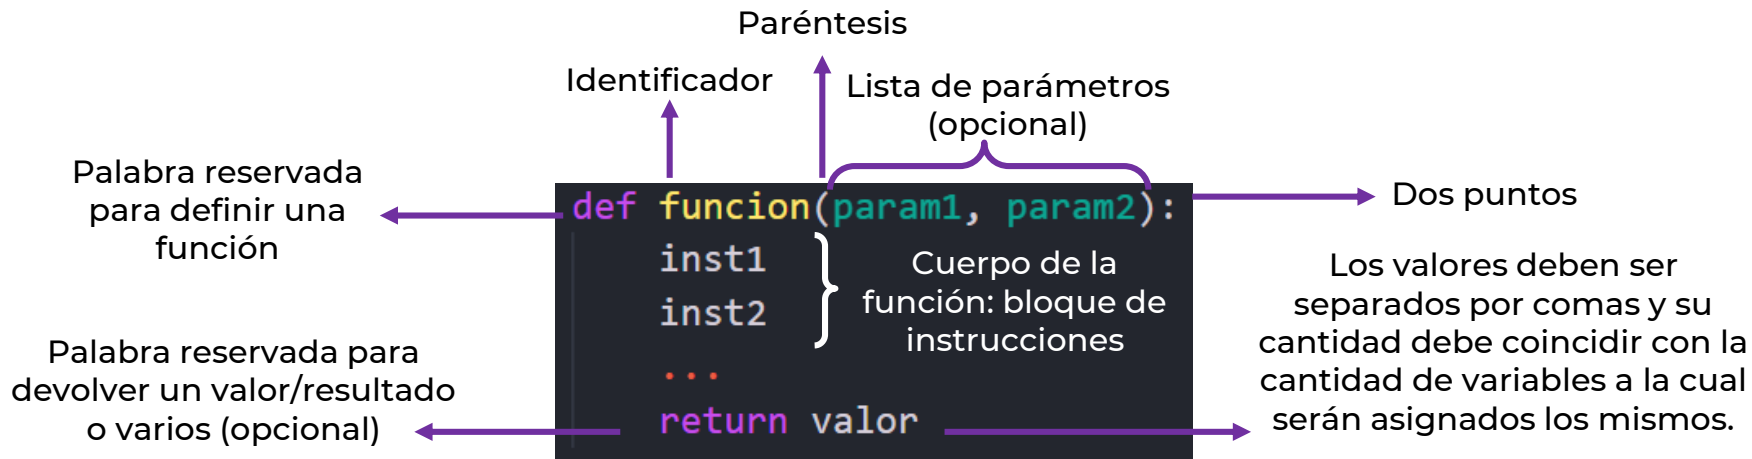 Paréntesis
Identificador
Lista de parámetros
(opcional)
Palabra reservada
para definir una
función
def funcion(param1, param2):
Dos puntos
inst1
inst2
...
return valor
Cuerpo de la
función: bloque de
instrucciones
Palabra reservada para
devolver un valor/resultado
o varios (opcional)
Los valores deben ser
separados por comas y su
cantidad debe coincidir con la
cantidad de variables a la cual
serán asignados los mismos.